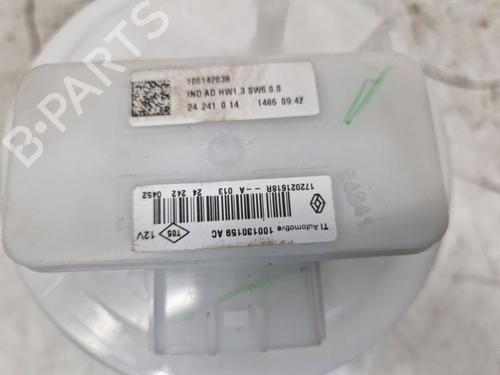 100142038
IND AD HW1.3 SW6.0.0
24 241 0 14 1486 09:42
172021618R -- A 013 24 242 0452
TI Automotive 100130159 AC
T05 12V
B-PARTS